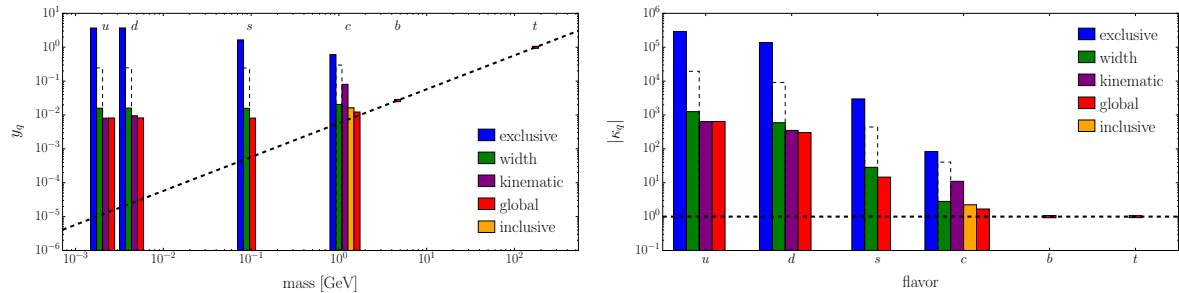 u d s c b t
10^1
10^0
10^-1
10^-2
10^-3
10^-4
10^-5
10^-6
y_q
exclusive
width
kinematic
global
inclusive
10^-3 10^-2 10^-1 10^0 10^1 10^2
mass [GeV]
10^6
10^5
10^4
10^3
10^2
10^1
10^0
10^-1
|κ_q|
exclusive
width
kinematic
global
inclusive
u d s c b t
flavor